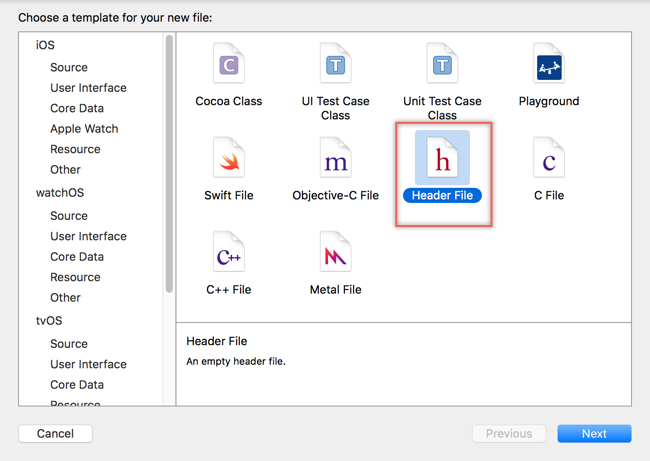 Choose a template for your new file:
iOS
Source
User Interface
Core Data
Apple Watch
Resource
Other
watchOS
Source
User Interface
Core Data
Resource
Other
tvOS
Source
User Interface
Core Data
Resource
C
Cocoa Class
T
UI Test Case
Class
T
Unit Test Case
Class
Playground
Swift File
m
Objective-C File
h
Header File
c
C File
C++
C++ File
Metal File
Header File
An empty header file.
Cancel
Previous
Next